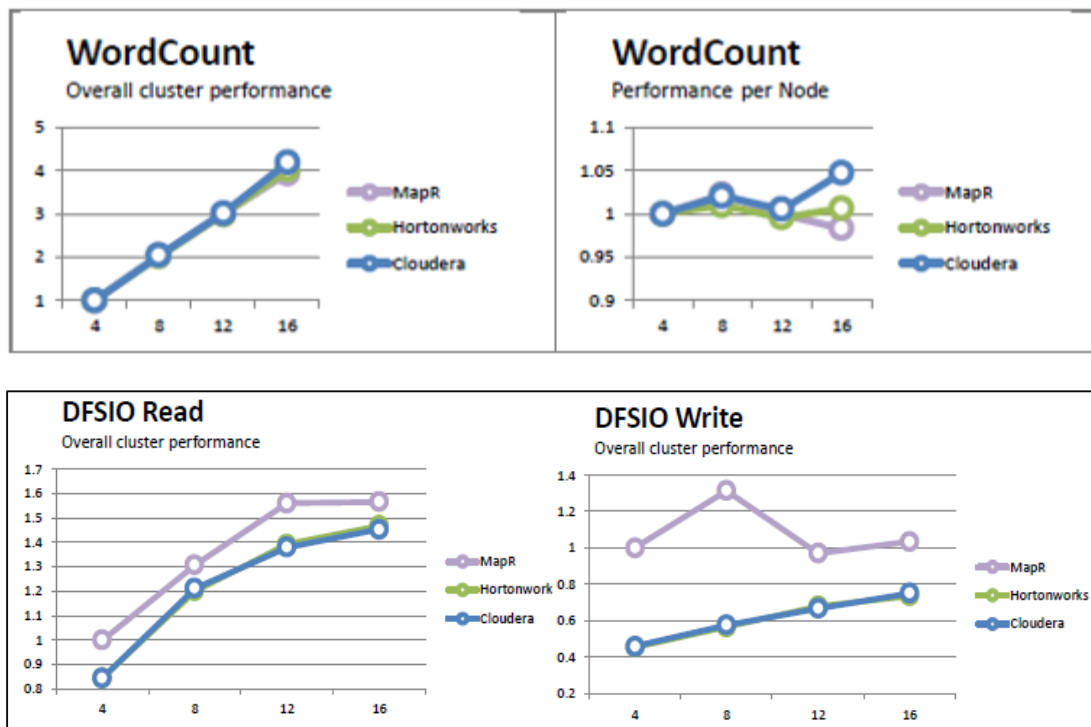 WordCount
Overall cluster performance
5
4
3
2
1
4 8 12 16
MapR
Hortonworks
Cloudera
WordCount
Performance per Node
1.1
1.05
1
0.95
0.9
4 8 12 16
MapR
Hortonworks
Cloudera
DFSIO Read
Overall cluster performance
1.7
1.6
1.5
1.4
1.3
1.2
1.1
1
0.9
0.8
4 8 12 16
MapR
Hortonwork
Cloudera
DFSIO Write
Overall cluster performance
1.4
1.2
1
0.8
0.6
0.4
0.2
4 8 12 16
MapR
Hortonworks
Cloudera